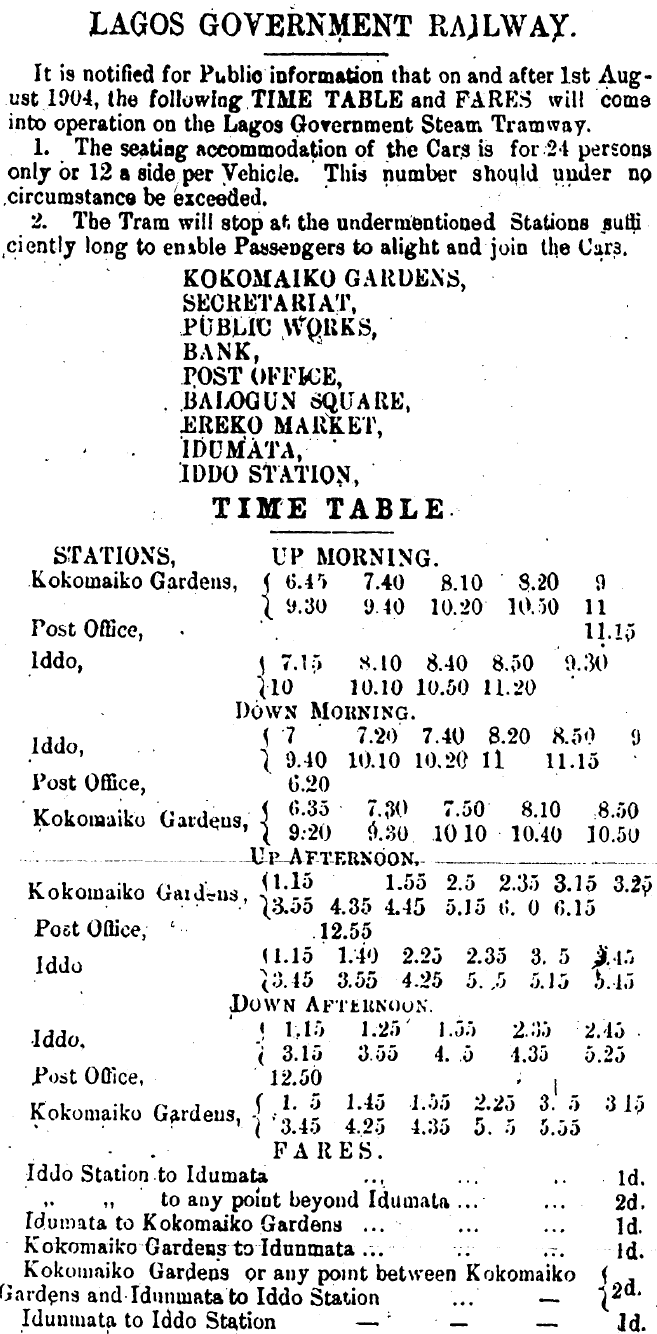 LAGOS GOVERNMENT RAILWAY.
It is notified for Public information that on and after 1st Aug-
ust 1904, the following TIME TABLE and FARES will come
into operation on the Lagos Government Steam Tramway.
1. The seating accommodation of the Cars is for 24 persons
only or 12 a side per Vehicle. This number should under no
circumstance be exceeded.
2. The Tram will stop at the undermentioned Stations suffi
ciently long to enable Passengers to alight and join the Cars.
KOKOMAIKO GARDENS,
SECRETARIAT,
PUBLIC WORKS,
BANK,
POST OFFICE,
BALOGUN SQUARE,
EREKO MARKET,
IDUMATA,
IDDO STATION,
TIME TABLE
STATIONS, UP MORNING.
Kokomaiko Gardens, { 6.45 7.40 8.10 8.20 9
9.30 9.40 10.20 10.50 11
Post Office, 11.15
Iddo, { 7.15 8.10 8.40 8.50 9.30
10 10.10 10.50 11.20
DOWN MORNING.
Iddo, { 7 7.20 7.40 8.20 8.50 9
9.40 10.10 10.20 11 11.15
Post Office, 6.20
Kokomaiko Gardens, { 6.35 7.30 7.50 8.10 8.50
9.20 9.30 10 10 10.40 10.50
UP AFTERNOON,
Kokomaiko Gardens, { 1.15 1.55 2.5 2.35 3.15 3.25
3.55 4.35 4.45 5.15 6. 0 6.15
Post Office, 12.55
Iddo { 1.15 1.40 2.25 2.35 3. 5
3.45 3.55 4.25 5. 5 5.15 5.45
DOWN AFTERNOON.
Iddo. { 1.15 1.25 1.55 2.35 2.45
3.15 3.55 4. 5 4.35 5.25
Post Office, 12.50
Kokomaiko Gardens, { 1. 5 1.45 1.55 2.25 3. 5 3 15
3.45 4.25 4.35 5. 5 5.55
FARES.
Iddo Station to Idumata ... ... .. 1d.
,, ,, to any point beyond Idumata ... ... 2d.
Idumata to Kokomaiko Gardens ... ... ... 1d.
Kokomaiko Gardens to Idunmata ... .. ... 1d.
Kokomaiko Gardens or any point between Kokomaiko {
Gardens and Idunmata to Iddo Station ... — 2d.
Idunmata to Iddo Station — — — 1d.